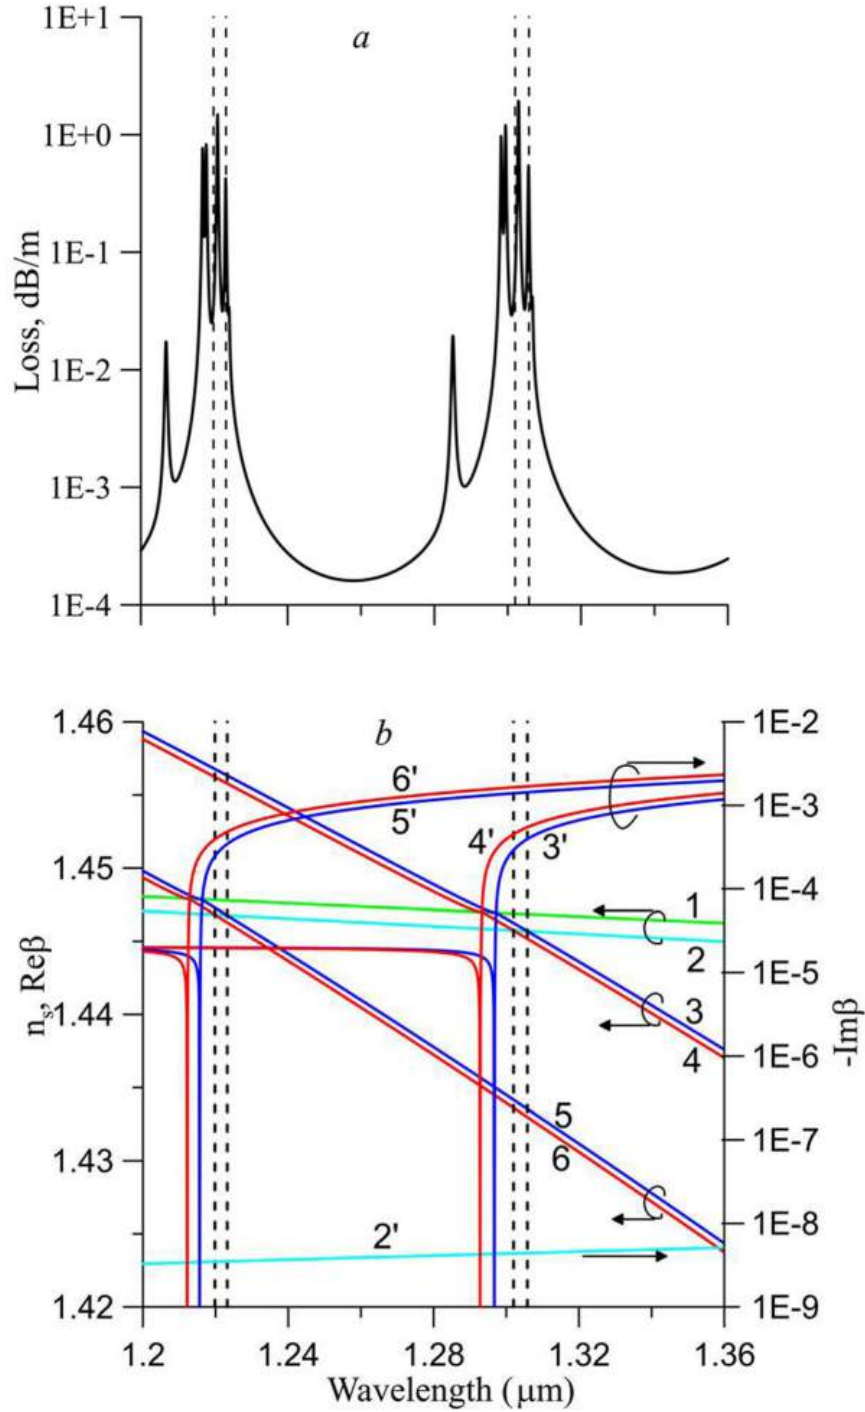 a
1E+1
1E+0
1E-1
1E-2
1E-3
1E-4
Loss, dB/m
b
1.46
1.45
1.44
1.43
1.42
n_s, Reβ
1E-2
1E-3
1E-4
1E-5
1E-6
1E-7
1E-8
1E-9
-Imβ
6'
5'
4'
3'
1
2
3
4
5
6
2'
1.2
1.24
1.28
1.32
1.36
Wavelength (μm)